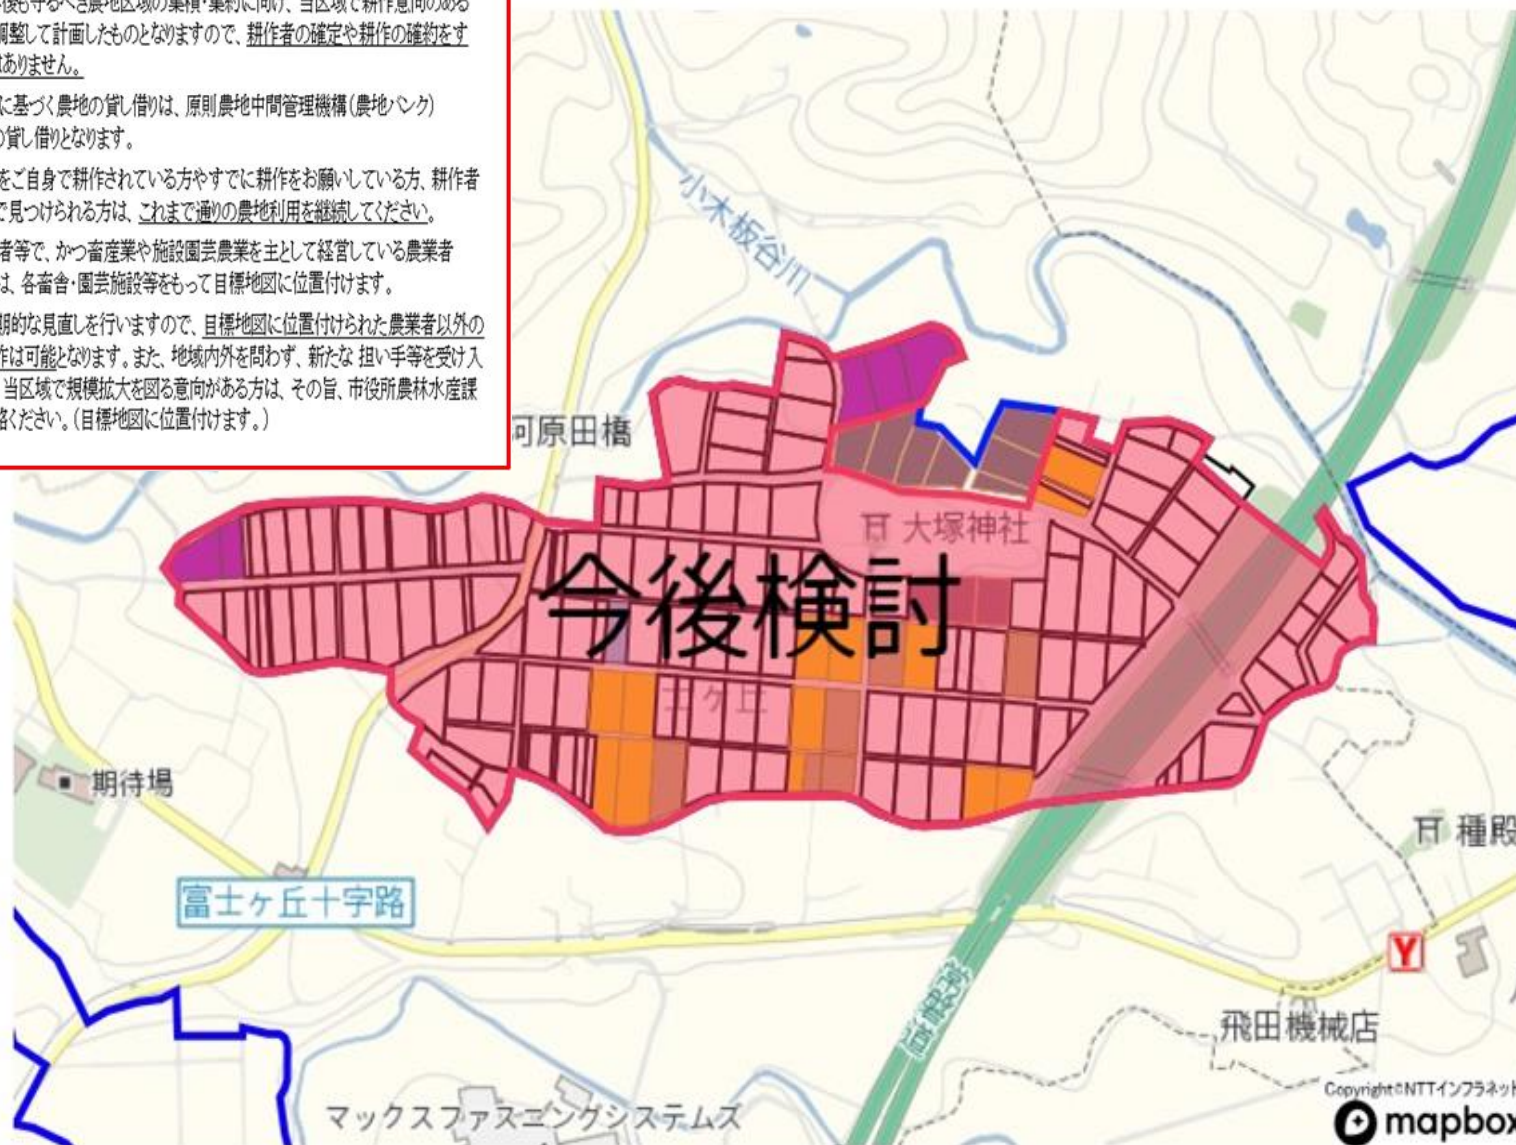 後も守るべき農地区域の集積・集約に向け、当区域で耕作意向のある
調整して計画したものとなりますので、耕作者の確定や耕作の確約をす
はありません。
に基づく農地の貸し借りは、原則農地中間管理機構(農地バンク)
の貸し借りとなります。
をご自身で耕作されている方やすでに耕作をお願いしている方、耕作者
で見つけられる方は、これまで通りの農地利用を継続してください。
者等で、かつ畜産業や施設園芸農業を主として経営している農業者
は、各畜舎・園芸施設等をもって目標地図に位置付けます。
期的な見直しを行いますので、目標地図に位置付けられた農業者以外の
作は可能となります。また、地域内外を問わず、新たな 担い手等を受け入
当区域で規模拡大を図る意向がある方は、その旨、市役所農林水産課
絡ください。(目標地図に位置付けます。)
小木板谷川
河原田橋
大塚神社
今後検討
士ヶ丘
期待場
種殿
富士ヶ丘十字路
飛田機械店
マックスファスニングシステムズ
Copyright©NTTインフラネット
mapbox